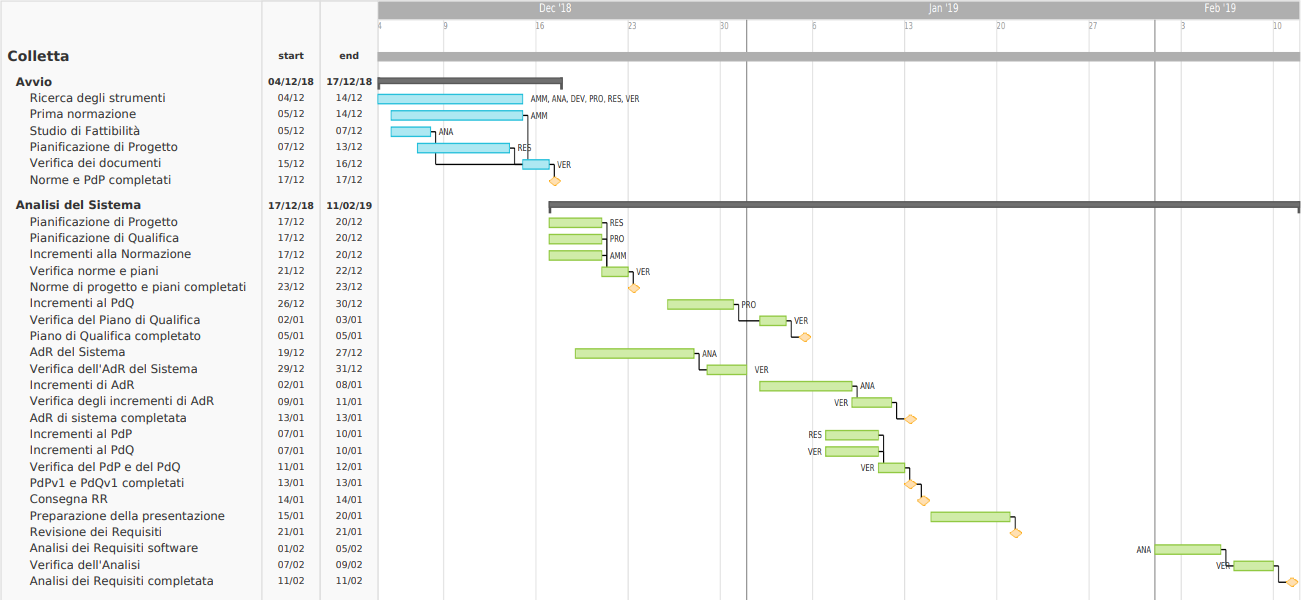 Dec '18 Jan '19 Feb '19
4 9 16 23 30 6 13 20 27 3 10
Colletta start end
Avvio 04/12/18 17/12/18
Ricerca degli strumenti 04/12 14/12 AMM, ANA, DEV, PRO, RES, VER
Prima normazione 05/12 14/12 AMM
Studio di Fattibilità 05/12 07/12 ANA
Pianificazione di Progetto 07/12 13/12 RES
Verifica dei documenti 15/12 16/12 VER
Norme e PdP completati 17/12 17/12
Analisi del Sistema 17/12/18 11/02/19
Pianificazione di Progetto 17/12 20/12 RES
Pianificazione di Qualifica 17/12 20/12 PRO
Incrementi alla Normazione 17/12 20/12 AMM
Verifica norme e piani 21/12 22/12 VER
Norme di progetto e piani completati 23/12 23/12
Incrementi al PdQ 26/12 30/12 PRO
Verifica del Piano di Qualifica 02/01 03/01 VER
Piano di Qualifica completato 05/01 05/01
AdR del Sistema 19/12 27/12 ANA
Verifica dell'AdR del Sistema 29/12 31/12 VER
Incrementi di AdR 02/01 08/01 ANA
Verifica degli incrementi di AdR 09/01 11/01 VER
AdR di sistema completata 13/01 13/01
Incrementi al PdP 07/01 10/01 RES
Incrementi al PdQ 07/01 10/01 VER
Verifica del PdP e del PdQ 11/01 12/01 VER
PdPv1 e PdQv1 completati 13/01 13/01
Consegna RR 14/01 14/01
Preparazione della presentazione 15/01 20/01
Revisione dei Requisiti 21/01 21/01
Analisi dei Requisiti software 01/02 05/02 ANA
Verifica dell'Analisi 07/02 09/02 VER
Analisi dei Requisiti completata 11/02 11/02